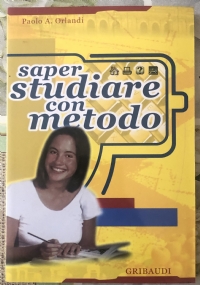 Paolo A. Orlandi
saper
studiare
con
metodo
GRIBAUDI